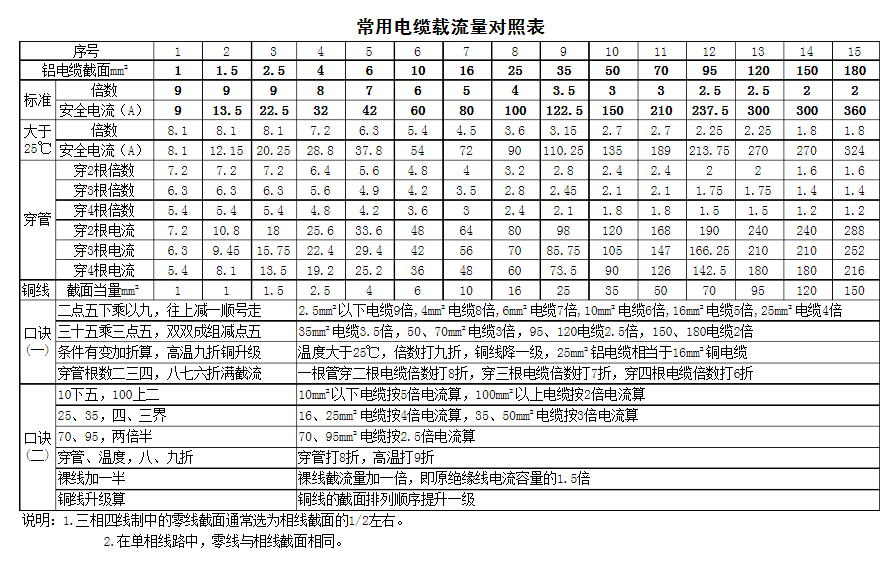 常用电缆载流量对照表
序号 1 2 3 4 5 6 7 8 9 10 11 12 13 14 15
铝电缆截面mm² 1 1.5 2.5 4 6 10 16 25 35 50 70 95 120 150 180
标准 倍数 9 9 9 8 7 6 5 4 3.5 3 3 2.5 2.5 2 2
安全电流（A） 9 13.5 22.5 32 42 60 80 100 122.5 150 210 237.5 300 300 360
大于25℃ 倍数 8.1 8.1 8.1 7.2 6.3 5.4 4.5 3.6 3.15 2.7 2.7 2.25 2.25 1.8 1.8
安全电流（A） 8.1 12.15 20.25 28.8 37.8 54 72 90 110.25 135 189 213.75 270 270 324
穿管 穿2根倍数 7.2 7.2 7.2 6.4 5.6 4.8 4 3.2 2.8 2.4 2.4 2 2 1.6 1.6
穿3根倍数 6.3 6.3 6.3 5.6 4.9 4.2 3.5 2.8 2.45 2.1 2.1 1.75 1.75 1.4 1.4
穿4根倍数 5.4 5.4 5.4 4.8 4.2 3.6 3 2.4 2.1 1.8 1.8 1.5 1.5 1.2 1.2
穿2根电流 7.2 10.8 18 25.6 33.6 48 64 80 98 120 168 190 240 240 288
穿3根电流 6.3 9.45 15.75 22.4 29.4 42 56 70 85.75 105 147 166.25 210 210 252
穿4根电流 5.4 8.1 13.5 19.2 25.2 36 48 60 73.5 90 126 142.5 180 180 216
铜线 截面当量mm² 1 1 1.5 2.5 4 6 10 16 25 35 50 70 95 120 150
口诀(一) 二点五下乘以九，往上减一顺号走 2.5mm²以下电缆9倍,4mm²电缆8倍,6mm²电缆7倍,10mm²电缆6倍,16mm²电缆5倍,25mm²电缆4倍
三十五乘三点五，双双成组减点五 35mm²电缆3.5倍，50、70mm²电缆3倍，95、120电缆2.5倍，150、180电缆2倍
条件有变加折算，高温九折铜升级 温度大于25℃，倍数打九折，铜线降一级，25mm²铝电缆相当于16mm²铜电缆
穿管根数二三四，八七六折满截流 一根管穿二根电缆倍数打8折，穿三根电缆倍数打7折，穿四根电缆倍数打6折
口诀(二) 10下五，100上二 10mm²以下电缆按5倍电流算，100mm²以上电缆按2倍电流算
25、35，四、三界 16、25mm²电缆按4倍电流算，35、50mm²电缆按3倍电流算
70、95，两倍半 70、95mm²电缆按2.5倍电流算
穿管、温度，八、九折 穿管打8折，高温打9折
裸线加一半 裸线截流量加一倍，即原绝缘线电流容量的1.5倍
铜线升级算 铜线的截面排列顺序提升一级
说明：1.三相四线制中的零线截面通常选为相线截面的1/2左右。
2.在单相线路中，零线与相线截面相同。